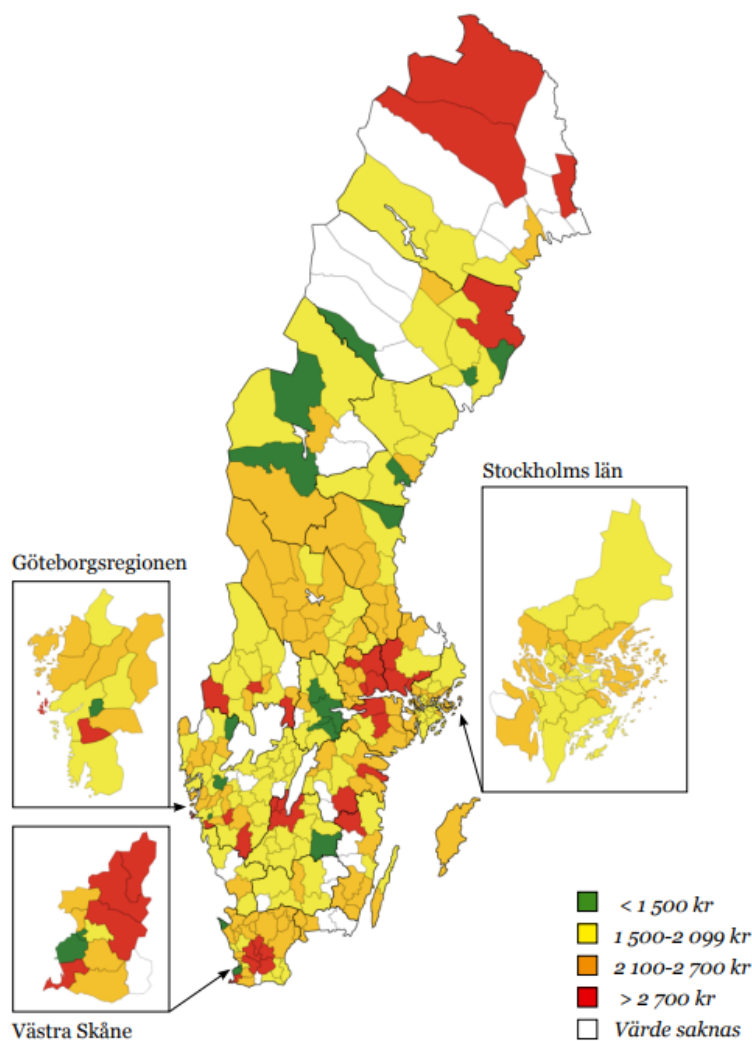 Stockholms län
Göteborgsregionen
< 1 500 kr
1 500-2 099 kr
2 100-2 700 kr
> 2 700 kr
Värde saknas
Västra Skåne